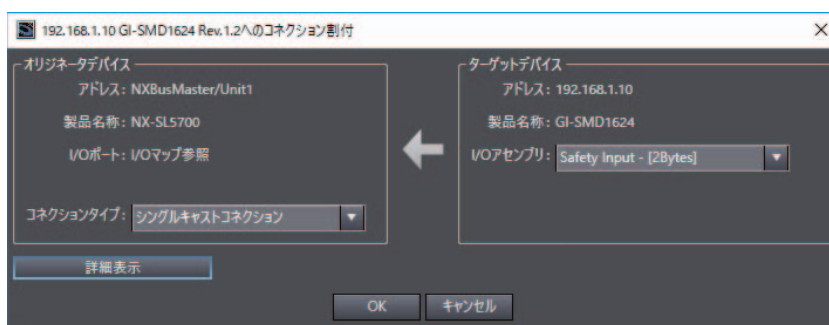 192.168.1.10 GI-SMD1624 Rev.1.2へのコネクション割付
オリジネータデバイス
アドレス: NXBusMaster/Unit1
製品名称: NX-SL5700
I/Oポート: I/Oマップ参照
コネクションタイプ: シングルキャストコネクション
ターゲットデバイス
アドレス: 192.168.1.10
製品名称: GI-SMD1624
I/Oアセンブリ: Safety Input - [2Bytes]
詳細表示
OK
キャンセル